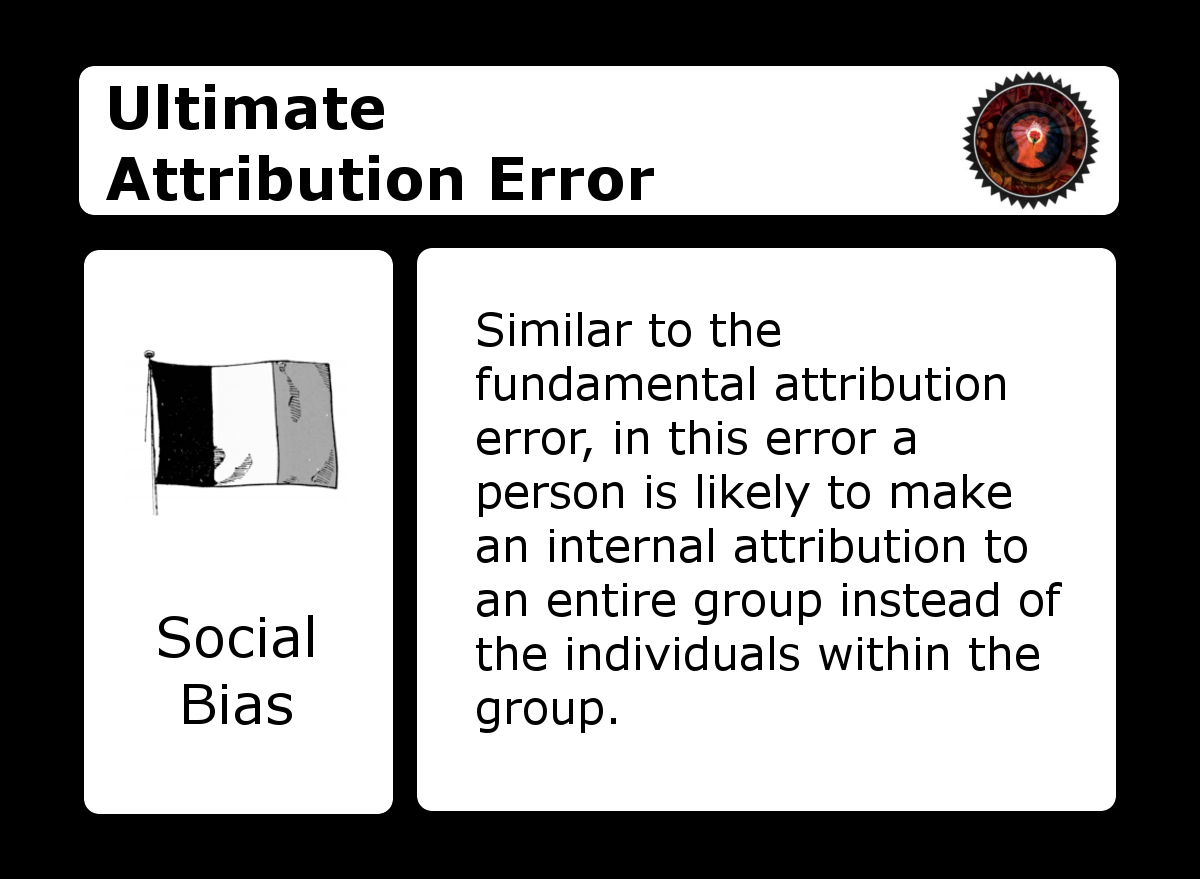 Ultimate
Attribution Error
Social
Bias
Similar to the
fundamental attribution
error, in this error a
person is likely to make
an internal attribution to
an entire group instead of
the individuals within the
group.